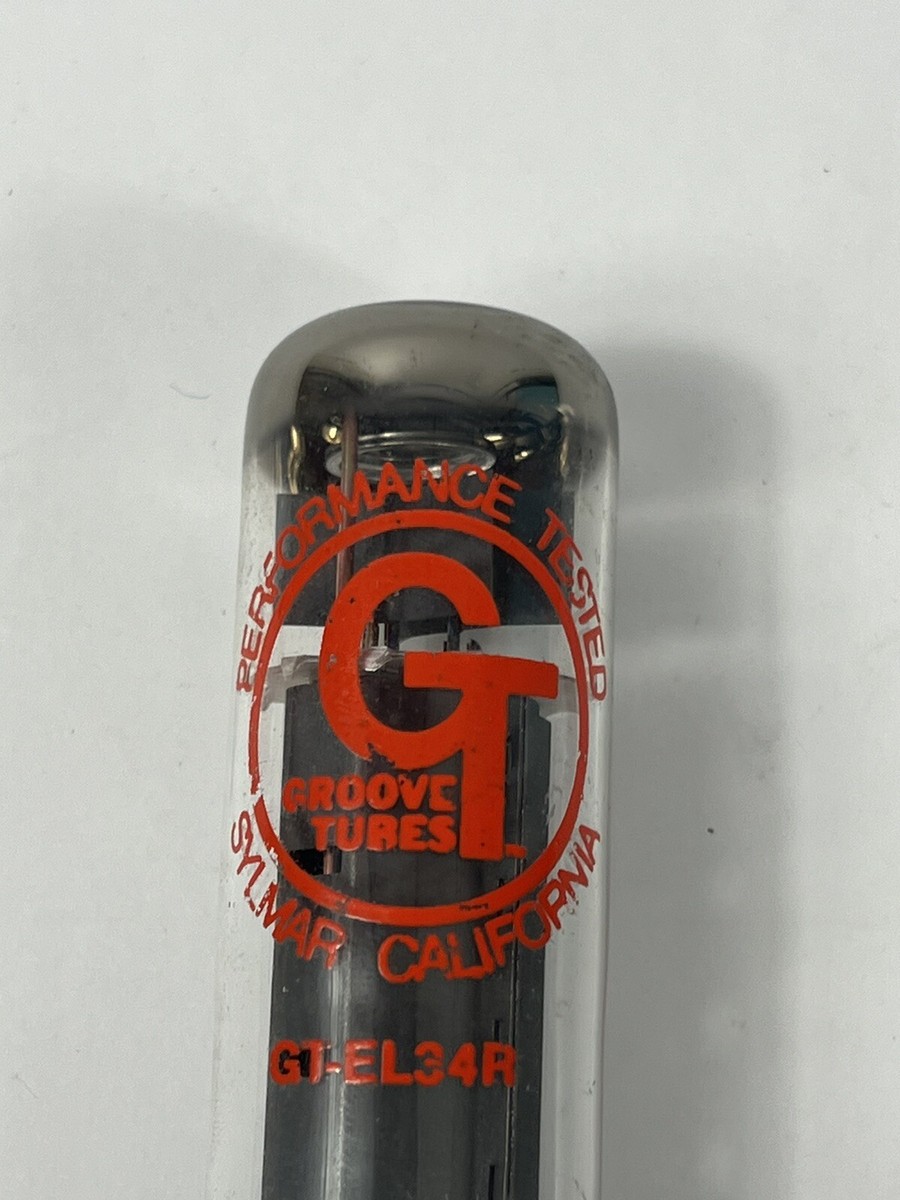 PERFORMANCE TESTED
GT
GROOVE
TUBES
SYLMAR CALIFORNIA
GT-EL34R